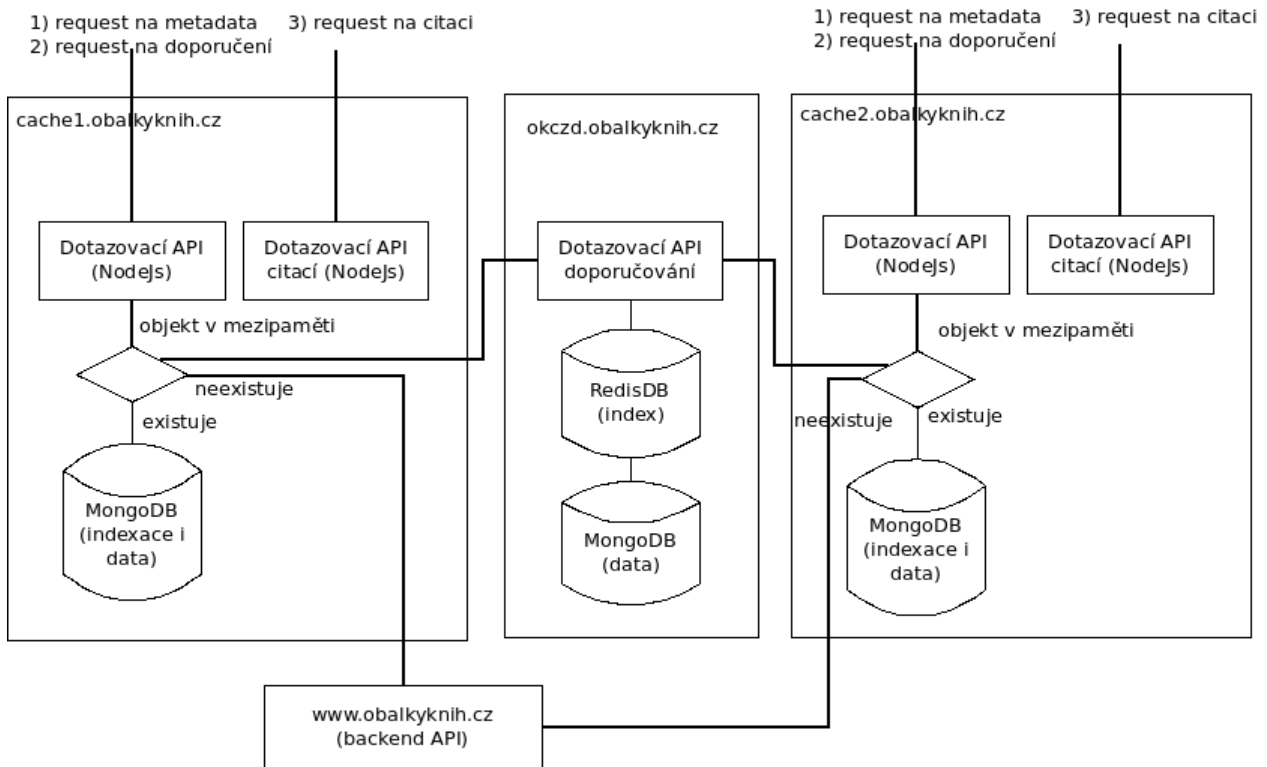 1) request na metadata
2) request na doporučení
3) request na citaci
cache1.obalkyknih.cz
Dotazovací API
(NodeJs)
Dotazovací API
citací (NodeJs)
objekt v mezipaměti
neexistuje
existuje
MongoDB
(indexace i
data)
okczd.obalkyknih.cz
Dotazovací API
doporučování
RedisDB
(index)
MongoDB
(data)
1) request na metadata
2) request na doporučení
3) request na citaci
cache2.obalkyknih.cz
Dotazovací API
(NodeJs)
Dotazovací API
citací (NodeJs)
objekt v mezipaměti
neexistuje
existuje
MongoDB
(indexace i
data)
www.obalkyknih.cz
(backend API)